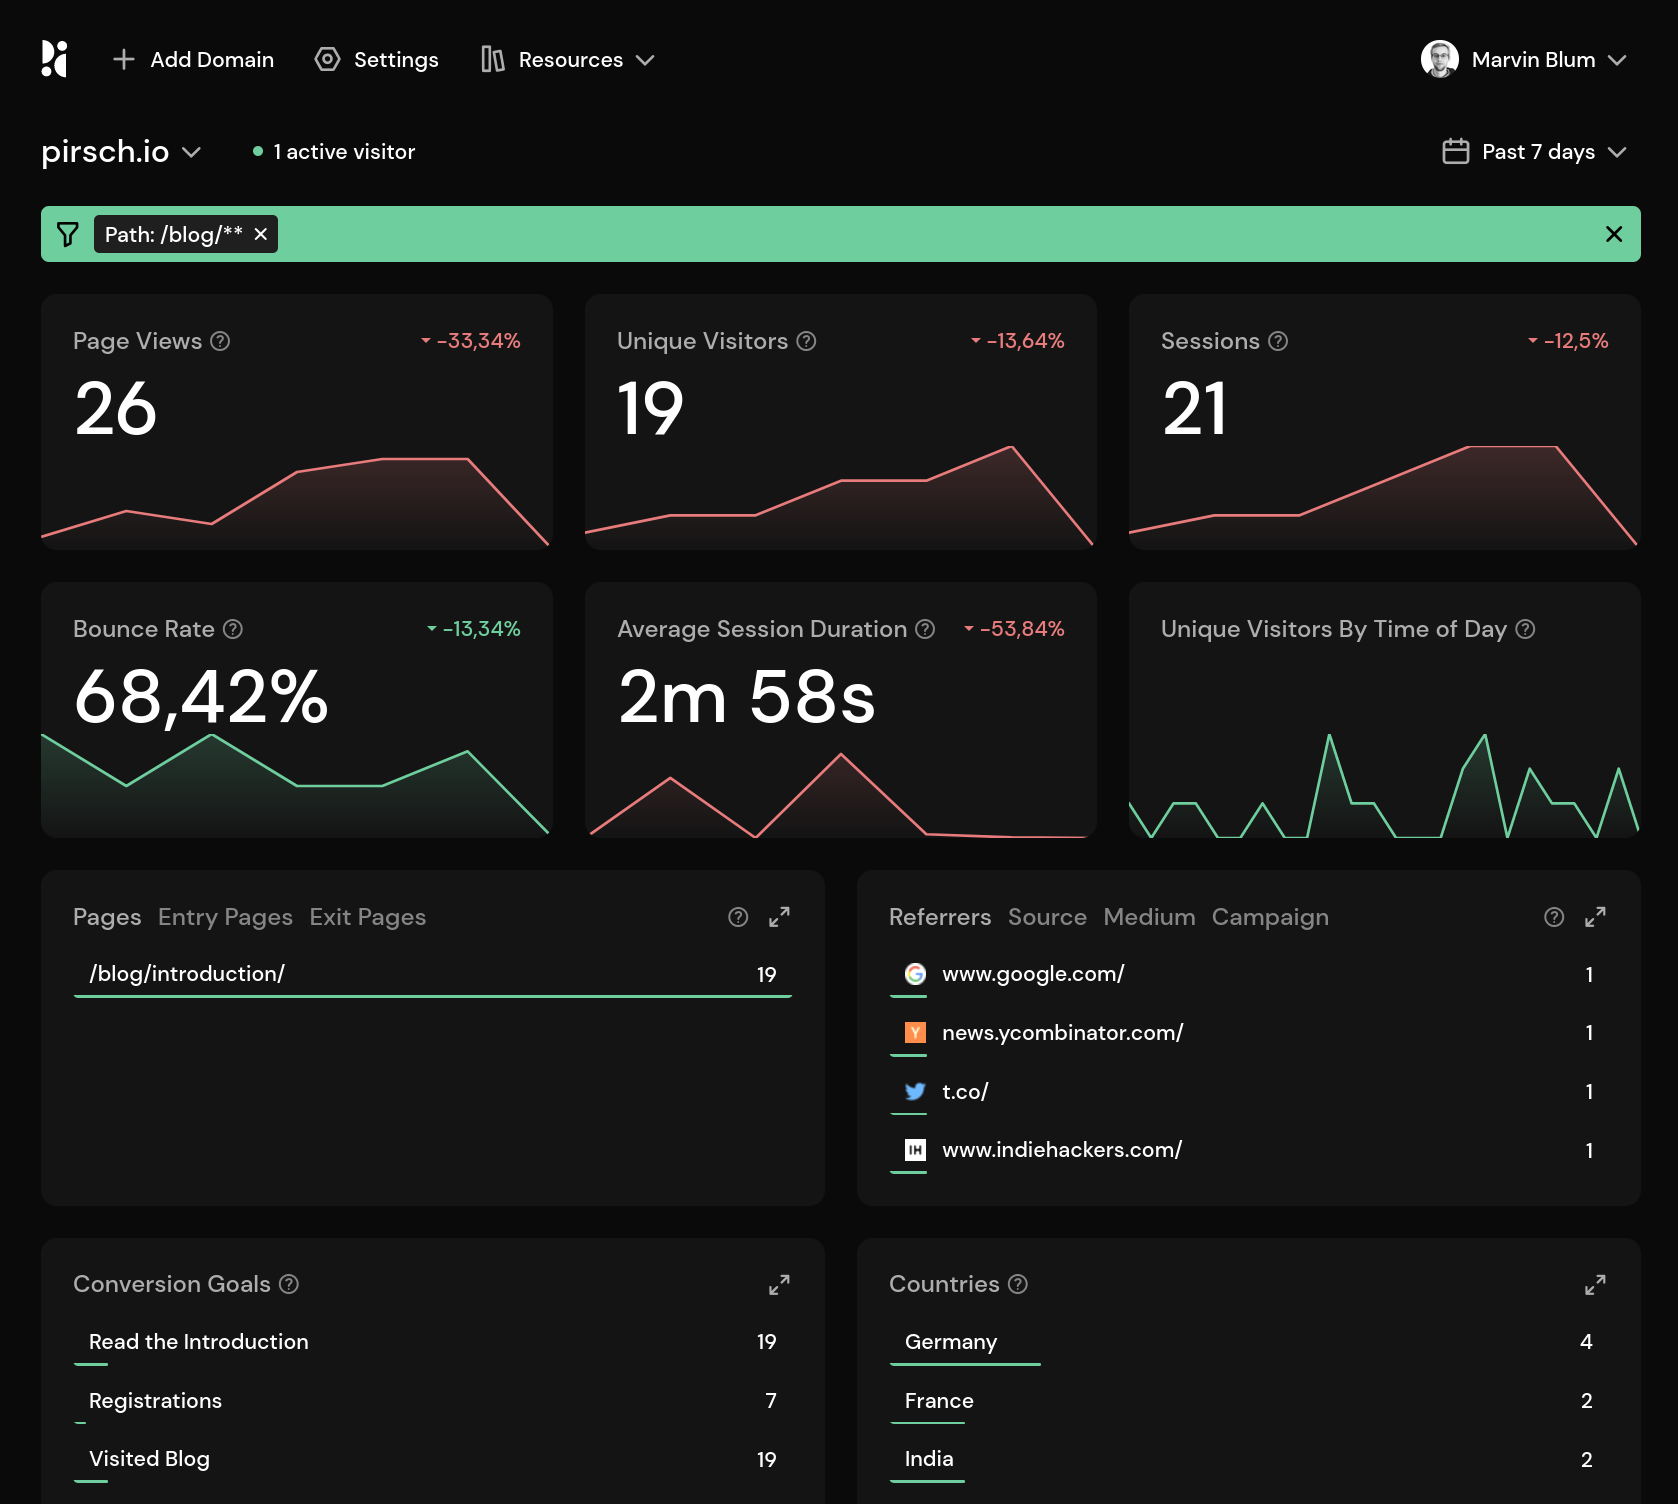 Add Domain
Settings
Resources
Marvin Blum
pirsch.io
1 active visitor
Past 7 days
Path: /blog/**
Page Views
-33,34%
26
Unique Visitors
-13,64%
19
Sessions
-12,5%
21
Bounce Rate
-13,34%
68,42%
Average Session Duration
-53,84%
2m 58s
Unique Visitors By Time of Day
Pages Entry Pages Exit Pages
/blog/introduction/ 19
Referrers Source Medium Campaign
www.google.com/ 1
Y news.ycombinator.com/ 1
t.co/ 1
IH www.indiehackers.com/ 1
Conversion Goals
Read the Introduction 19
Registrations 7
Visited Blog 19
Countries
Germany 4
France 2
India 2